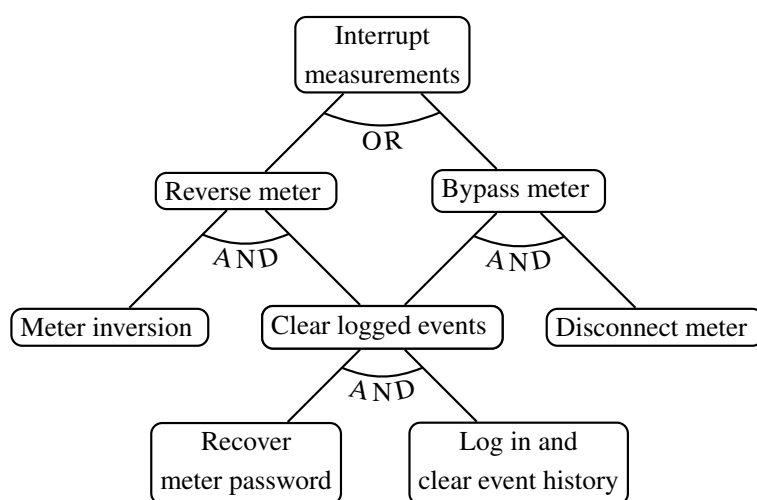 Interrupt
measurements
OR
Reverse meter
Bypass meter
AND
AND
Meter inversion
Clear logged events
Disconnect meter
AND
Recover
meter password
Log in and
clear event history